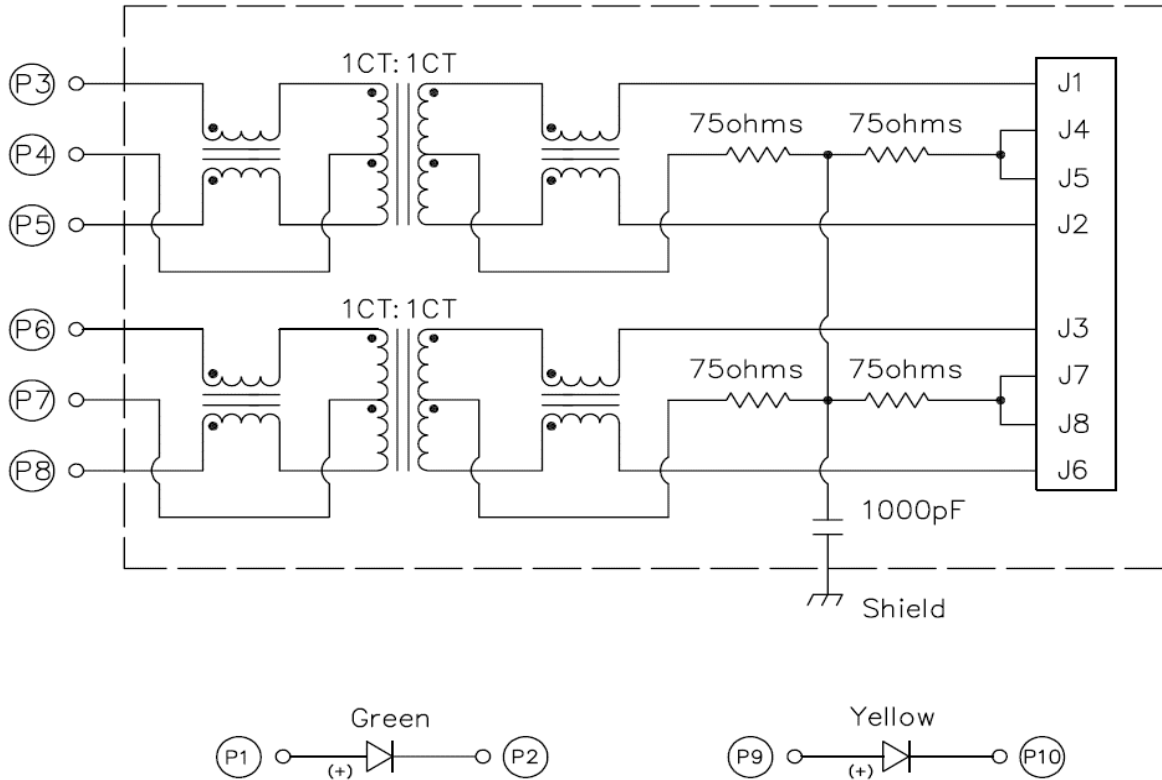 1CT:1CT
P3
J1
75ohms 75ohms
J4
P4
J5
P5
J2
1CT:1CT
P6
J3
75ohms 75ohms
J7
P7
J8
P8
J6
1000pF
Shield
Green
P1
(+)
P2
Yellow
P9
(+)
P10